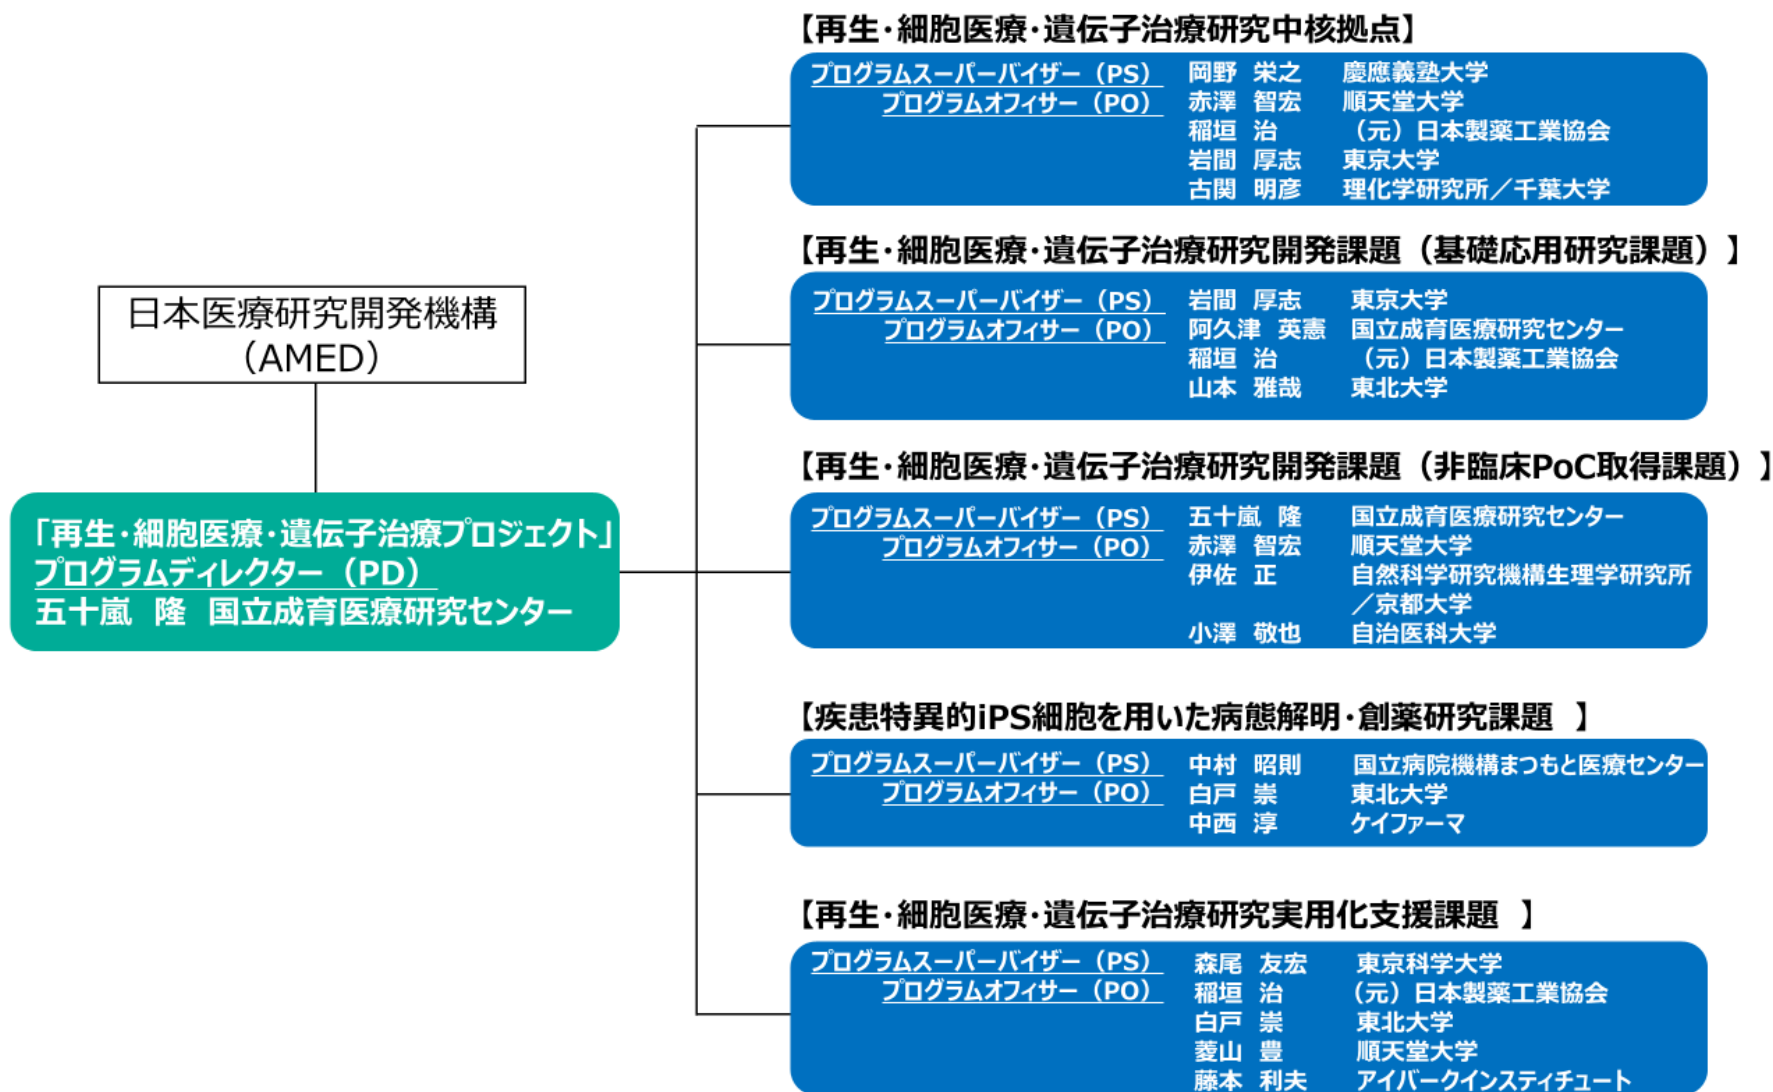 日本医療研究開発機構
（AMED）
「再生・細胞医療・遺伝子治療プロジェクト」
プログラムディレクター（PD）
五十嵐 隆 国立成育医療研究センター
【再生・細胞医療・遺伝子治療研究中核拠点】
プログラムスーパーバイザー（PS） 岡野 栄之 慶應義塾大学
プログラムオフィサー（PO） 赤澤 智宏 順天堂大学
稲垣 治 （元）日本製薬工業協会
岩間 厚志 東京大学
古関 明彦 理化学研究所／千葉大学
【再生・細胞医療・遺伝子治療研究開発課題（基礎応用研究課題）】
プログラムスーパーバイザー（PS） 岩間 厚志 東京大学
プログラムオフィサー（PO） 阿久津 英憲 国立成育医療研究センター
稲垣 治 （元）日本製薬工業協会
山本 雅哉 東北大学
【再生・細胞医療・遺伝子治療研究開発課題（非臨床PoC取得課題）】
プログラムスーパーバイザー（PS） 五十嵐 隆 国立成育医療研究センター
プログラムオフィサー（PO） 赤澤 智宏 順天堂大学
伊佐 正 自然科学研究機構生理学研究所
／京都大学
小澤 敬也 自治医科大学
【疾患特異的iPS細胞を用いた病態解明・創薬研究課題 】
プログラムスーパーバイザー（PS） 中村 昭則 国立病院機構まつもと医療センター
プログラムオフィサー（PO） 白戸 崇 東北大学
中西 淳 ケイファーマ
【再生・細胞医療・遺伝子治療研究実用化支援課題 】
プログラムスーパーバイザー（PS） 森尾 友宏 東京科学大学
プログラムオフィサー（PO） 稲垣 治 （元）日本製薬工業協会
白戸 崇 東北大学
菱山 豊 順天堂大学
藤本 利夫 アイパークインスティチュート